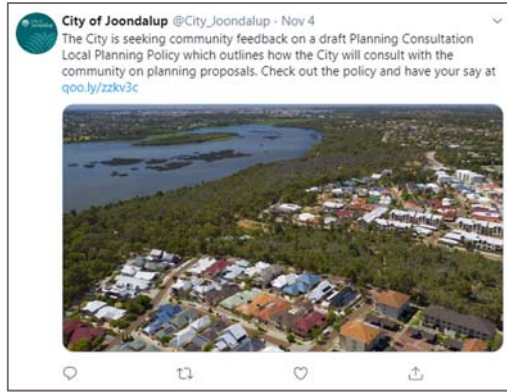 City of Joondalup @City_Joondalup · Nov 4
The City is seeking community feedback on a draft Planning Consultation
Local Planning Policy which outlines how the City will consult with the
community on planning proposals. Check out the policy and have your say at
qoo.ly/zzkv3c